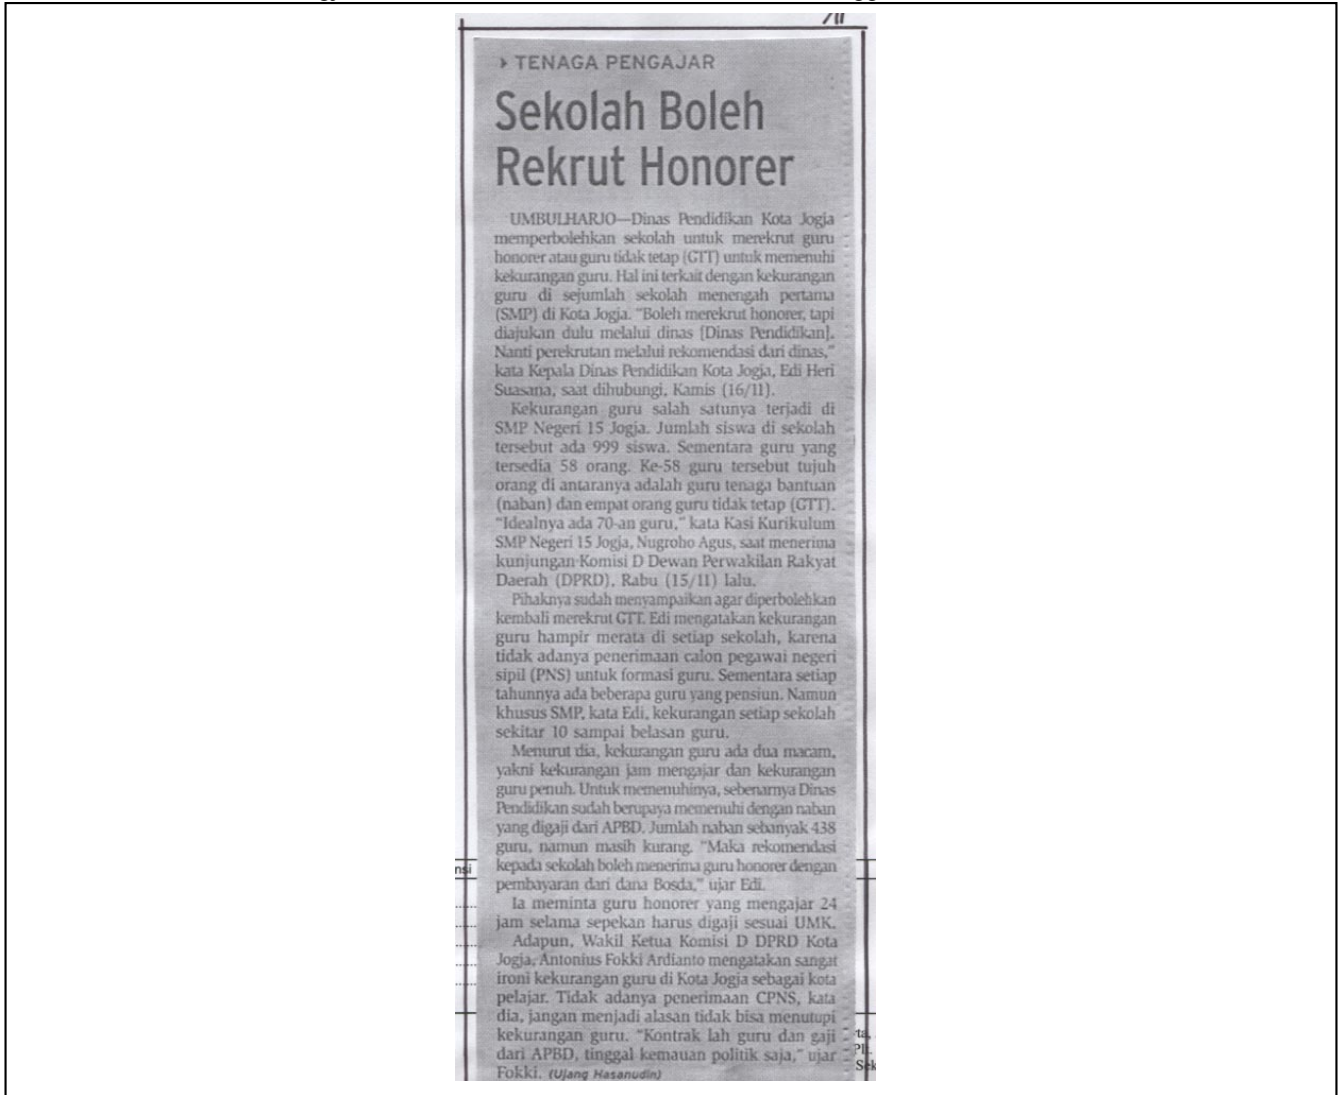 › TENAGA PENGAJAR
Sekolah Boleh
Rekrut Honorer
UMBULHARJO—Dinas Pendidikan Kota Jogja
memperbolehkan sekolah untuk merekrut guru
honorer atau guru tidak tetap (GTT) untuk memenuhi
kekurangan guru. Hal ini terkait dengan kekurangan
guru di sejumlah sekolah menengah pertama
(SMP) di Kota Jogja. "Boleh merekrut honorer, tapi
diajukan dulu melalui dinas [Dinas Pendidikan].
Nanti perekrutan melalui rekomendasi dari dinas,"
kata Kepala Dinas Pendidikan Kota Jogja, Edi Heri
Suasana, saat dihubungi, Kamis (16/11).
Kekurangan guru salah satunya terjadi di
SMP Negeri 15 Jogja. Jumlah siswa di sekolah
tersebut ada 999 siswa. Sementara guru yang
tersedia 58 orang. Ke-58 guru tersebut tujuh
orang di antaranya adalah guru tenaga bantuan
(naban) dan empat orang guru tidak tetap (GTT).
"Idealnya ada 70-an guru," kata Kasi Kurikulum
SMP Negeri 15 Jogja, Nugroho Agus, saat menerima
kunjungan Komisi D Dewan Perwakilan Rakyat
Daerah (DPRD), Rabu (15/11) lalu.
Pihaknya sudah menyampaikan agar diperbolehkan
kembali merekrut GTT. Edi mengatakan kekurangan
guru hampir merata di setiap sekolah, karena
tidak adanya penerimaan calon pegawai negeri
sipil (PNS) untuk formasi guru. Sementara setiap
tahunnya ada beberapa guru yang pensiun. Namun
khusus SMP, kata Edi, kekurangan setiap sekolah
sekitar 10 sampai belasan guru.
Menurut dia, kekurangan guru ada dua macam,
yakni kekurangan jam mengajar dan kekurangan
guru penuh. Untuk memenuhinya, sebenarnya Dinas
Pendidikan sudah berupaya memenuhi dengan naban
yang digaji dari APBD. Jumlah naban sebanyak 438
guru, namun masih kurang. "Maka rekomendasi
kepada sekolah boleh menerima guru honorer dengan
pembayaran dari dana Bosda," ujar Edi.
Ia meminta guru honorer yang mengajar 24
jam selama sepekan harus digaji sesuai UMK.
Adapun, Wakil Ketua Komisi D DPRD Kota
Jogja, Antonius Fokki Ardianto mengatakan sangat
ironi kekurangan guru di Kota Jogja sebagai kota
pelajar. Tidak adanya penerimaan CPNS, kata
dia, jangan menjadi alasan tidak bisa menutupi
kekurangan guru. "Kontrak lah guru dan gaji
dari APBD, tinggal kemauan politik saja," ujar
Fokki. (Ujang Hasanudin)
nsi
rta,
Plt.
Sek